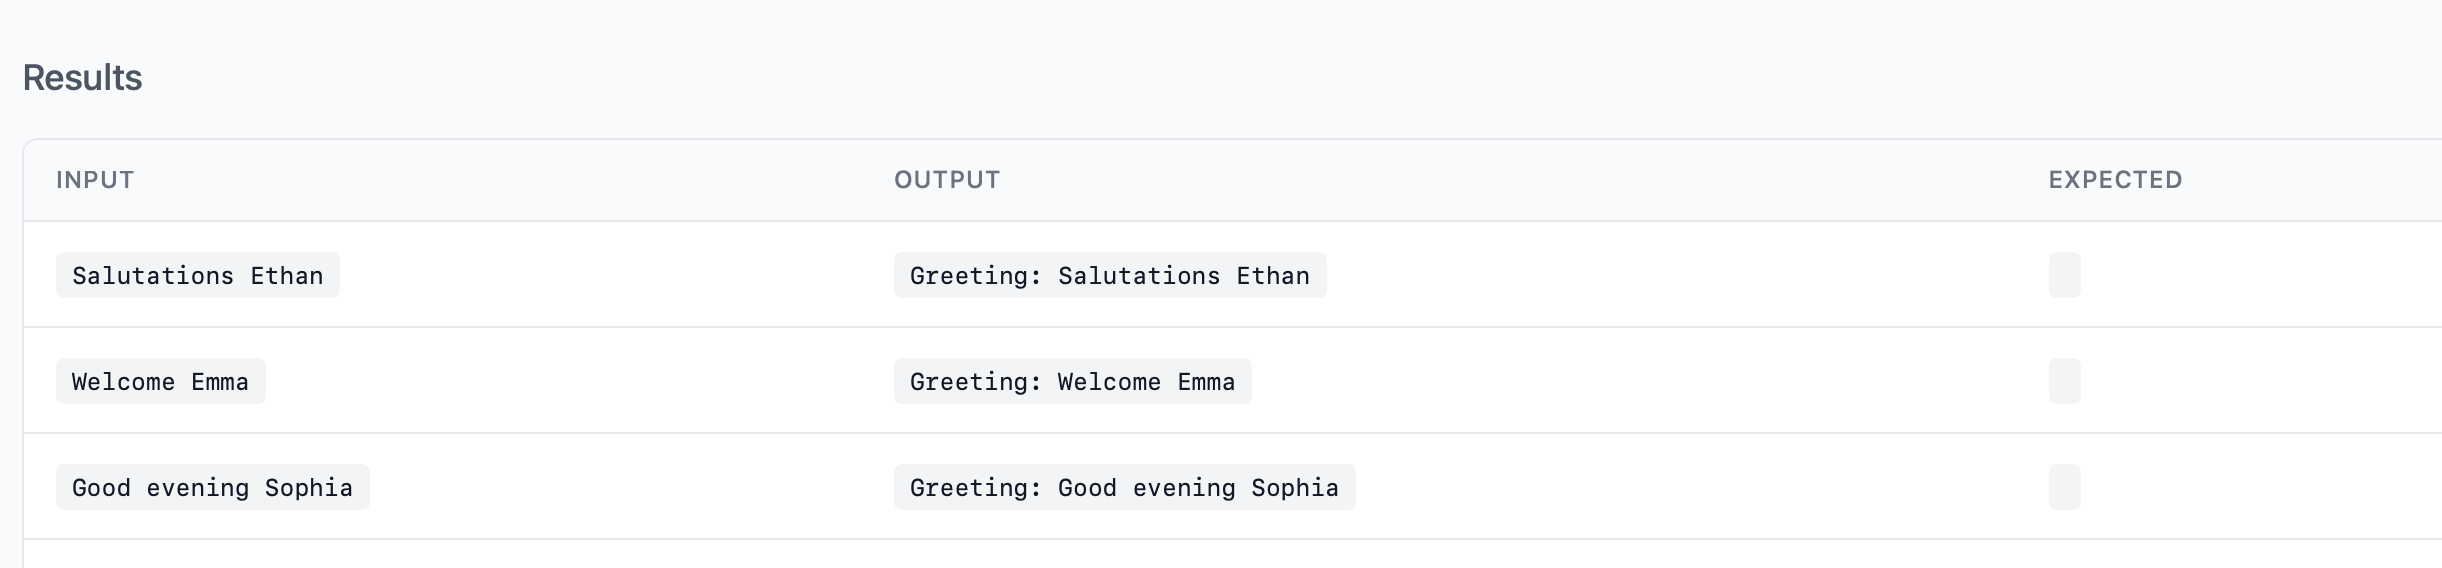 Results
INPUT OUTPUT EXPECTED
Salutations Ethan Greeting: Salutations Ethan
Welcome Emma Greeting: Welcome Emma
Good evening Sophia Greeting: Good evening Sophia